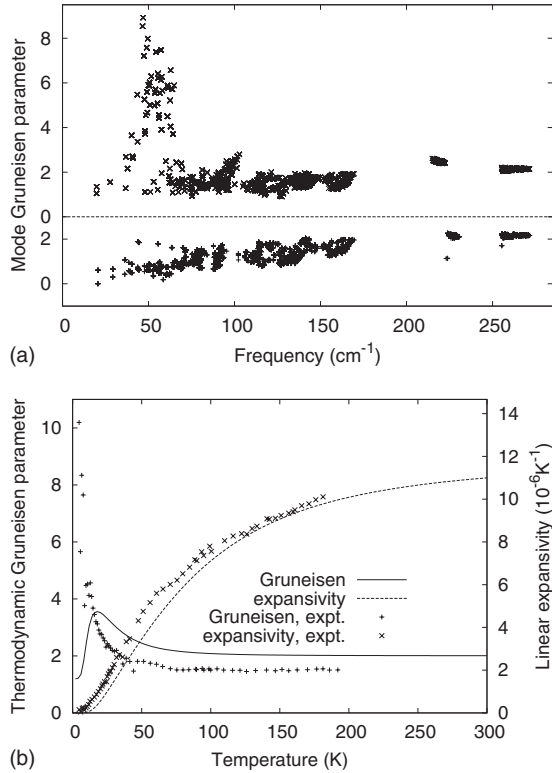 8
6
4
2
0
2
0
Mode Gruneisen parameter
0 50 100 150 200 250
(a)
Frequency (cm-1)
10
8
6
4
2
0
Thermodynamic Gruneisen parameter
14
12
10
8
6
4
2
0
Linear expansivity (10-6K-1)
Gruneisen
expansivity
Gruneisen, expt.
expansivity, expt.
0 50 100 150 200 250 300
(b)
Temperature (K)